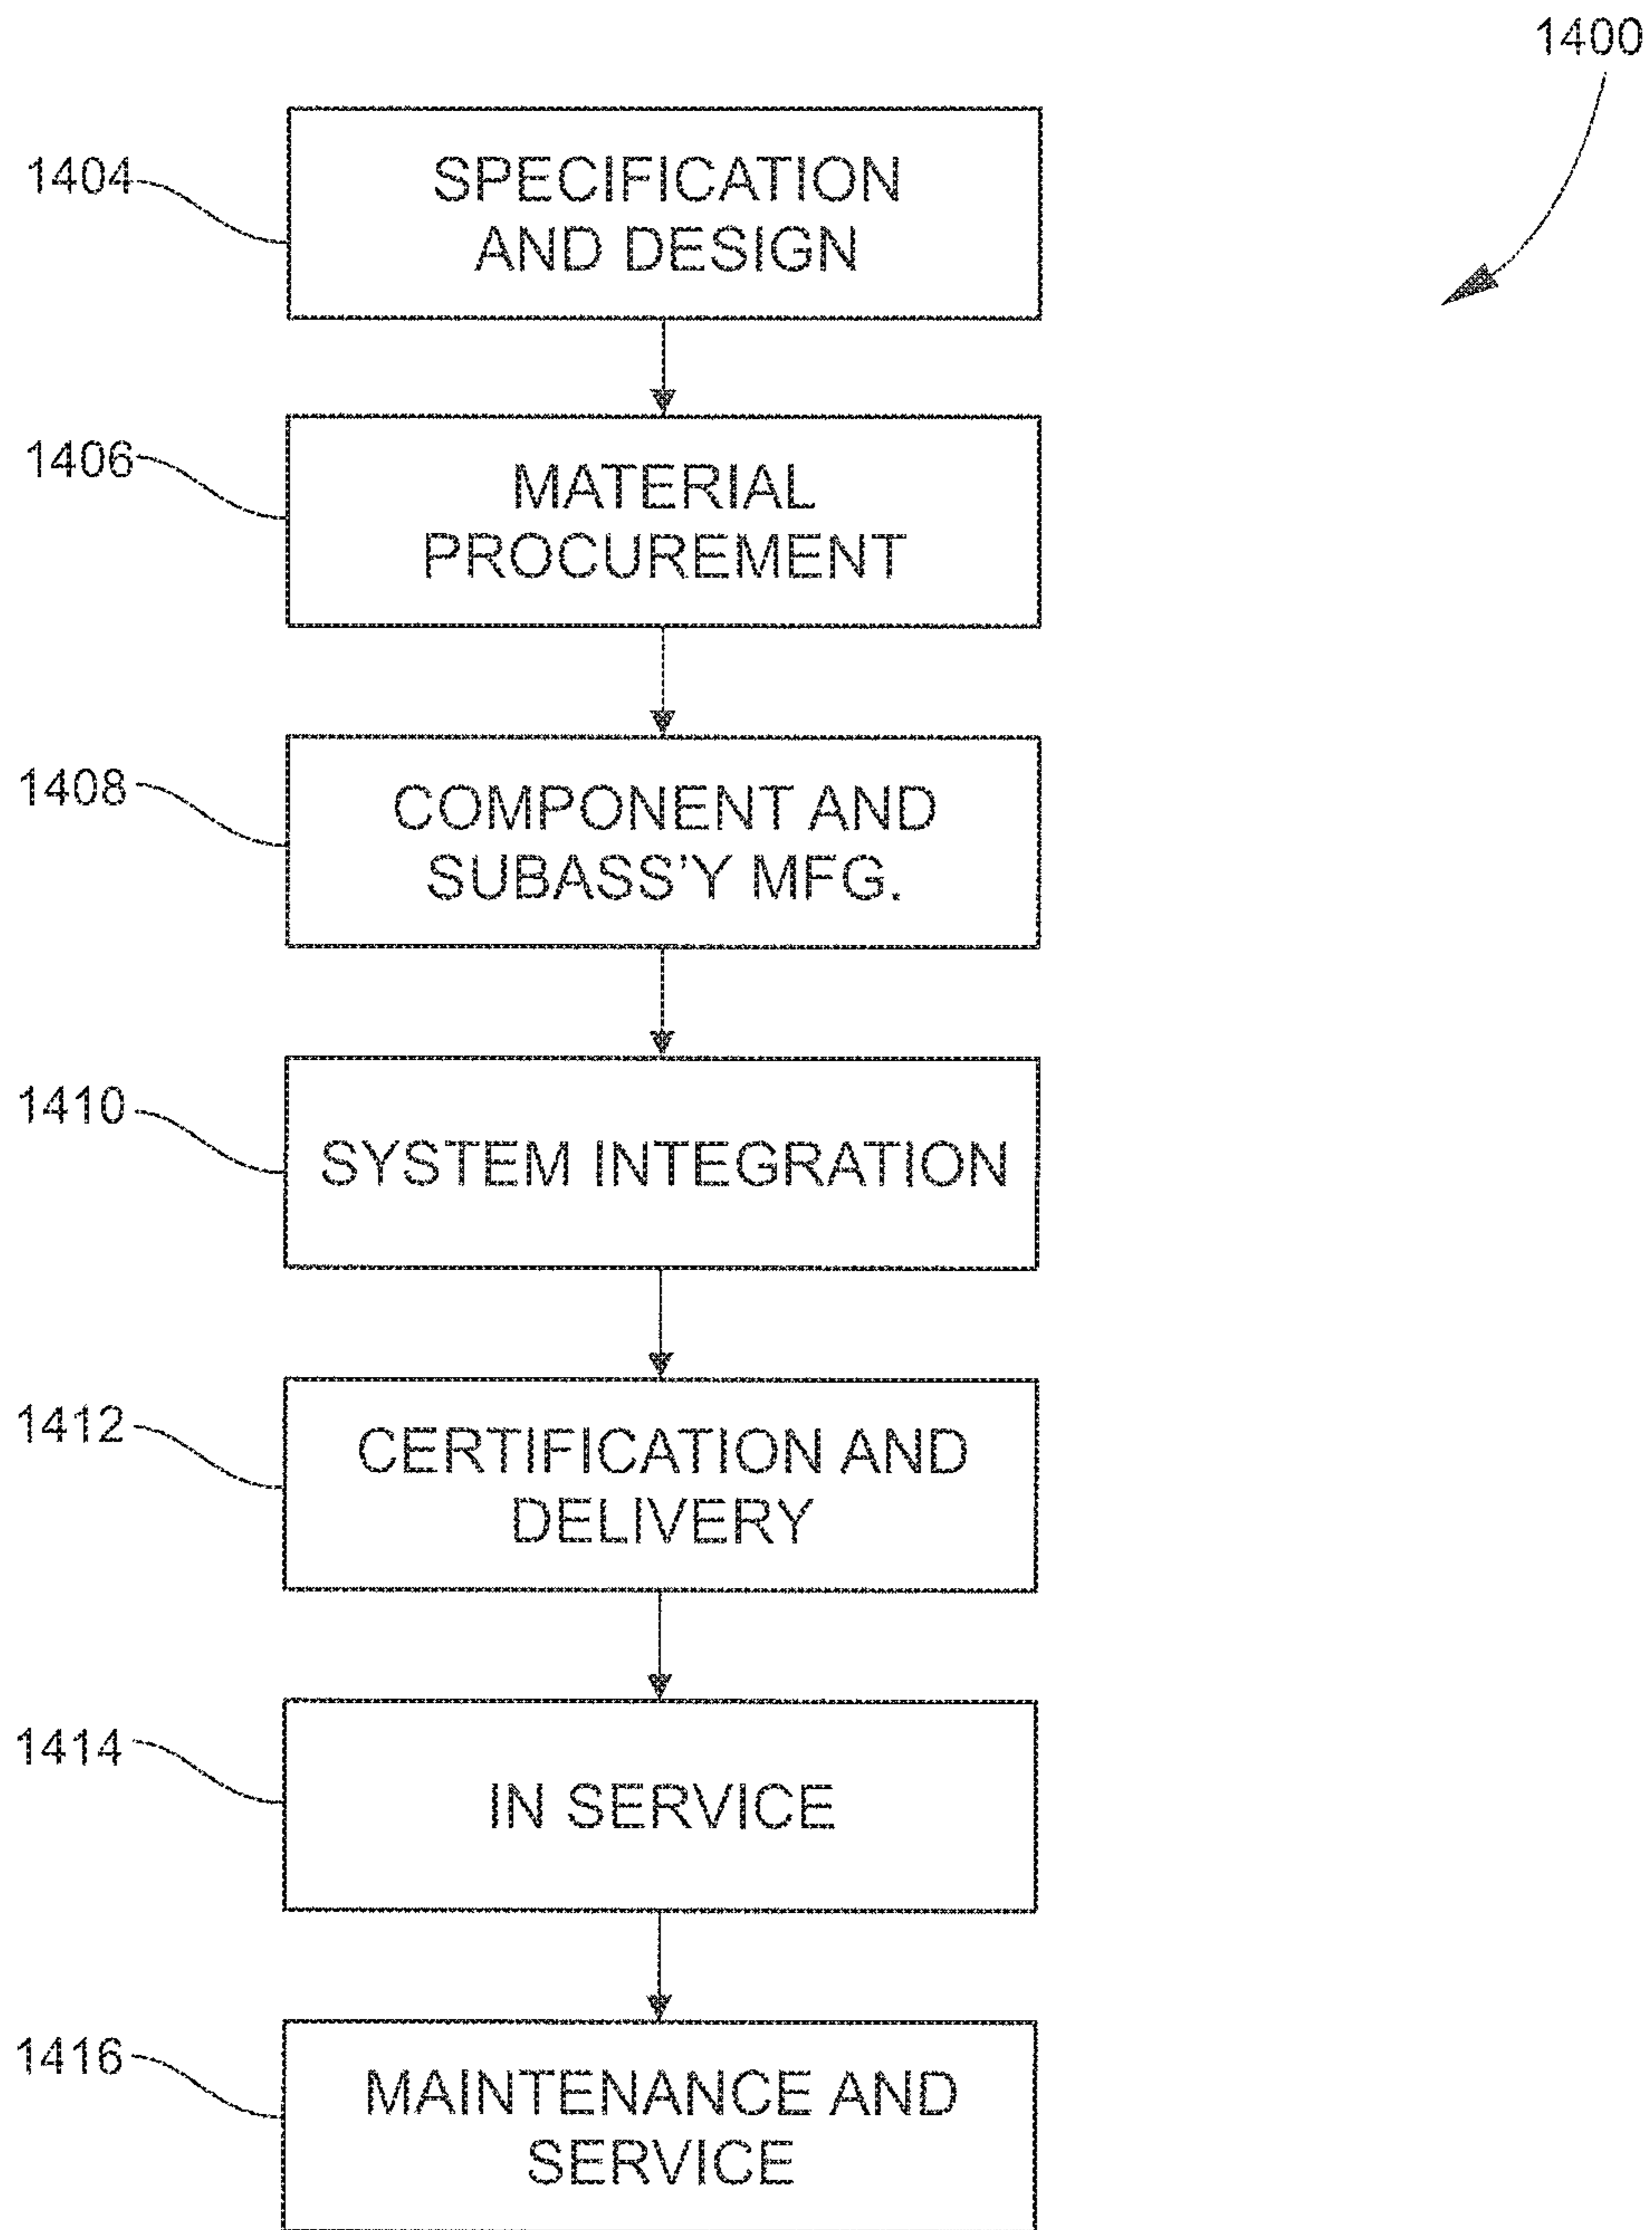 1400
1404
SPECIFICATION
AND DESIGN
1406
MATERIAL
PROCUREMENT
1408
COMPONENT AND
SUBASS’Y MFG.
1410
SYSTEM INTEGRATION
1412
CERTIFICATION AND
DELIVERY
1414
IN SERVICE
1416
MAINTENANCE AND
SERVICE